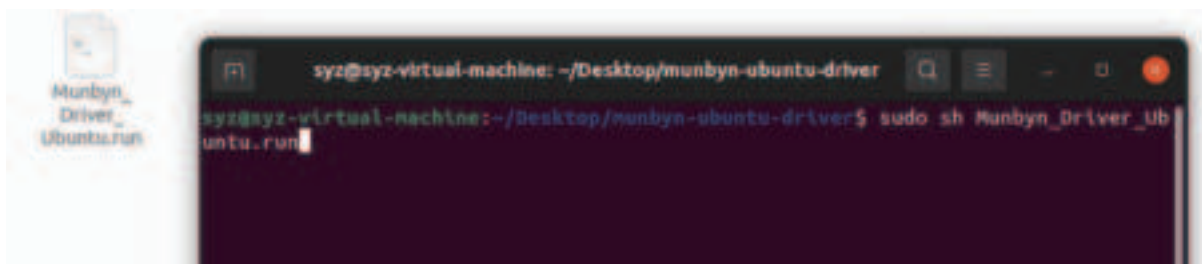 Munbyn_
Driver_
Ubuntu.run
syz@syz-virtual-machine: ~/Desktop/munbyn-ubuntu-driver
syz@syz-virtual-machine:~/Desktop/munbyn-ubuntu-driver$ sudo sh Munbyn_Driver_Ub
untu.run